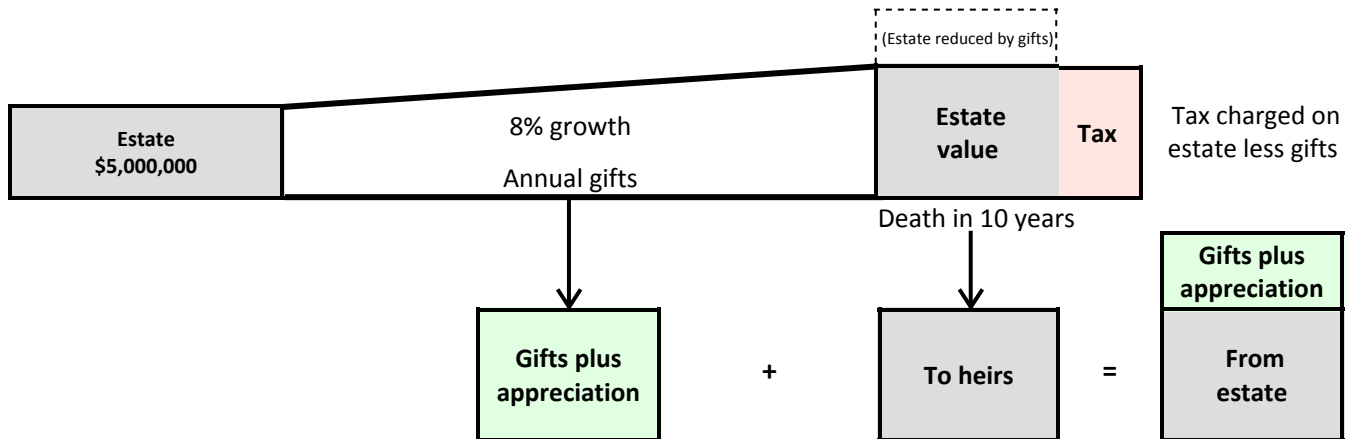 (Estate reduced by gifts)
Estate
$5,000,000
8% growth
Annual gifts
Estate
value
Tax
Tax charged on
estate less gifts
Death in 10 years
Gifts plus
appreciation
+
To heirs
=
Gifts plus
appreciation
From
estate